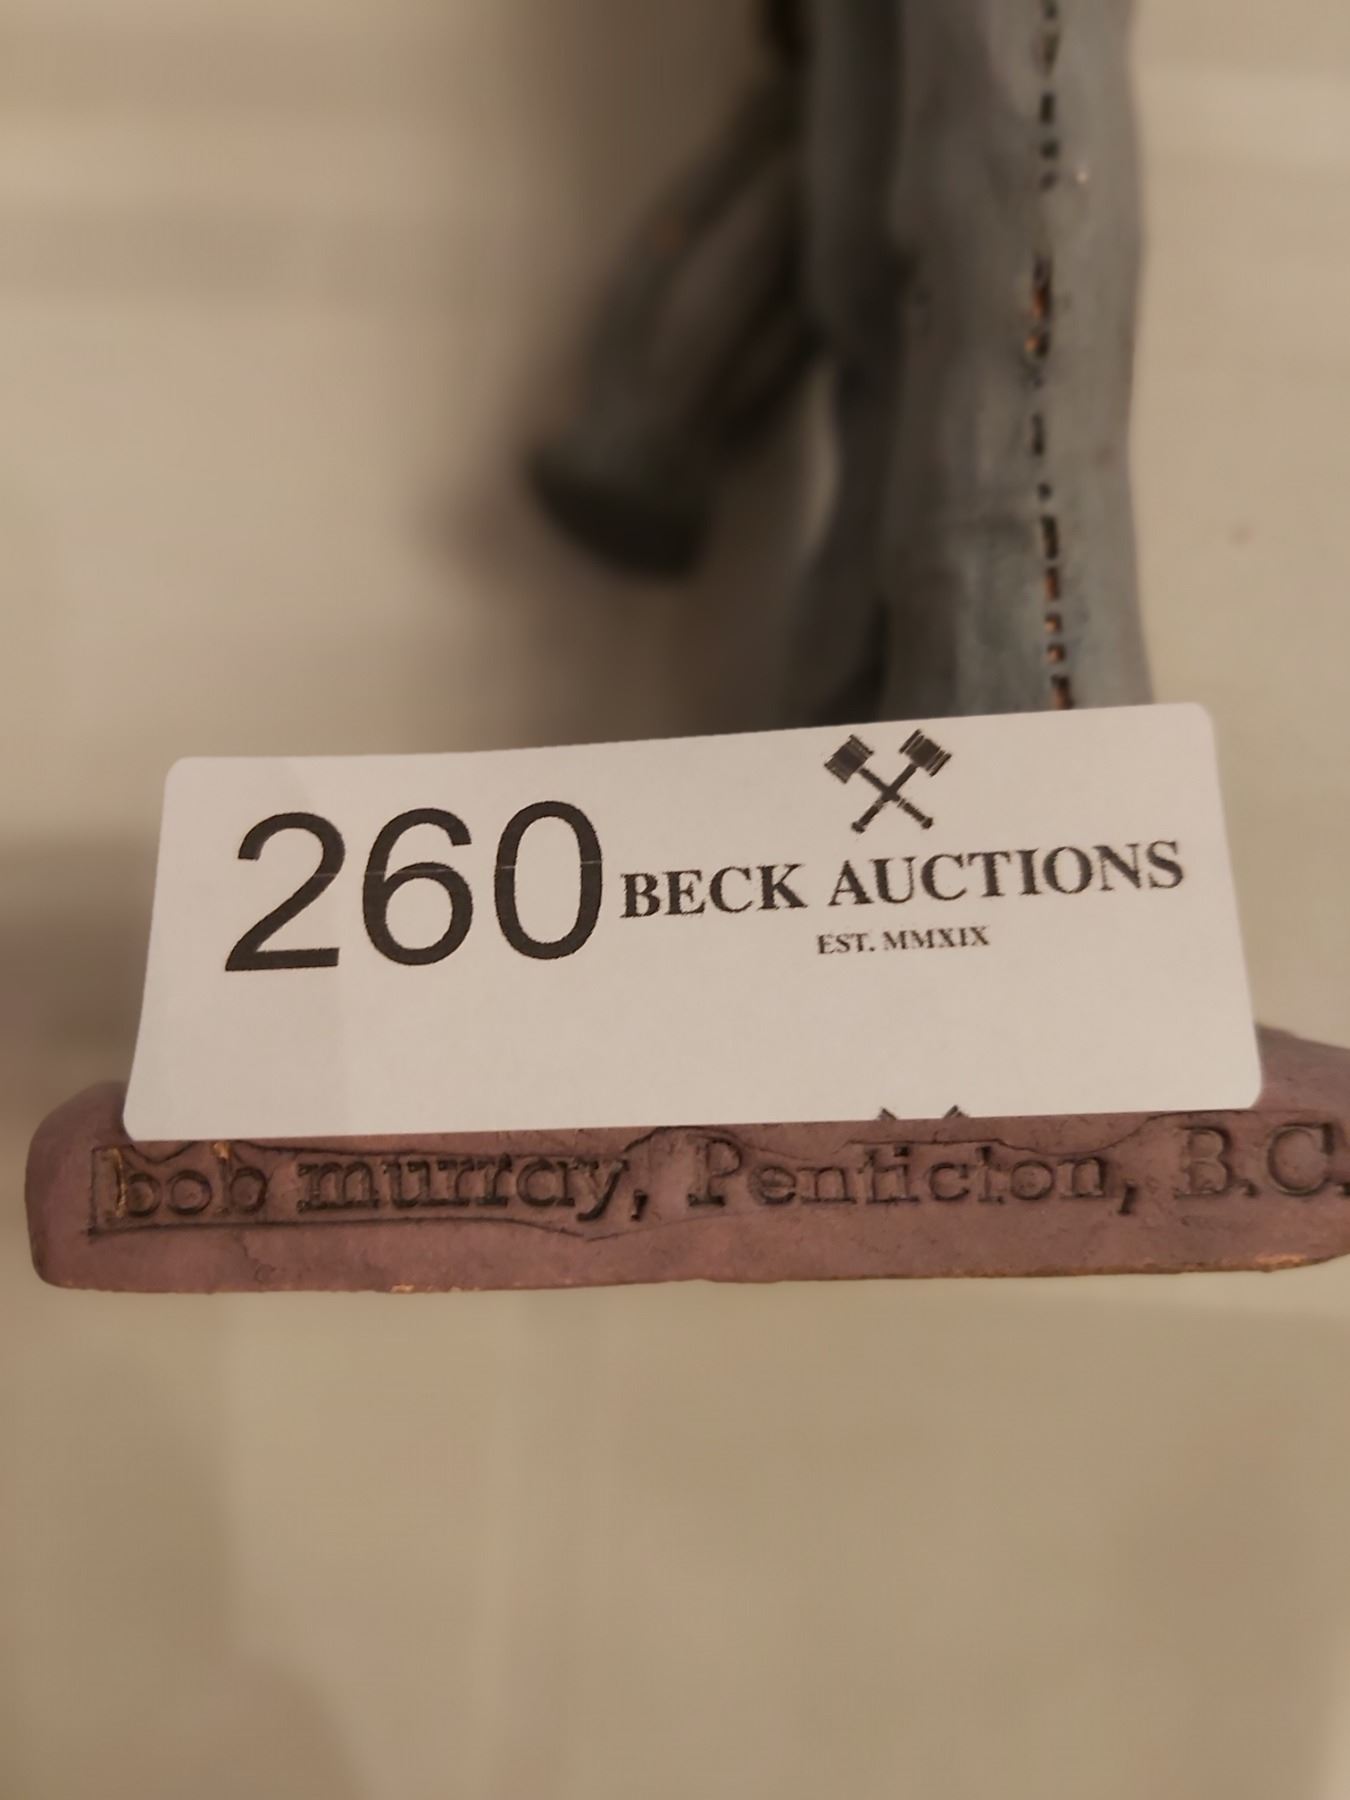 260
BECK AUCTIONS
EST. MMXIX
bob murray, Penticton, B.C.